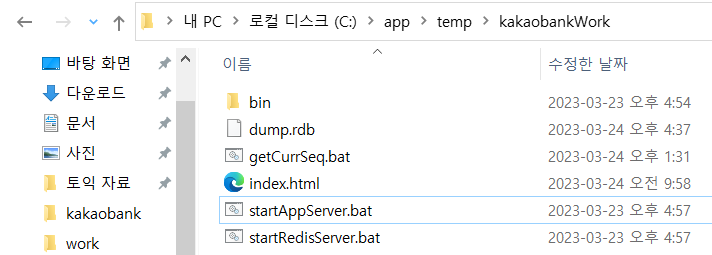 내 PC > 로컬 디스크 (C:) > app > temp > kakaobankWork
바탕 화면
다운로드
문서
사진
토익 자료
kakaobank
work
이름 수정한 날짜
bin 2023-03-23 오후 4:54
dump.rdb 2023-03-24 오후 4:37
getCurrSeq.bat 2023-03-24 오후 1:31
index.html 2023-03-24 오전 9:58
startAppServer.bat 2023-03-23 오후 4:57
startRedisServer.bat 2023-03-23 오후 4:57